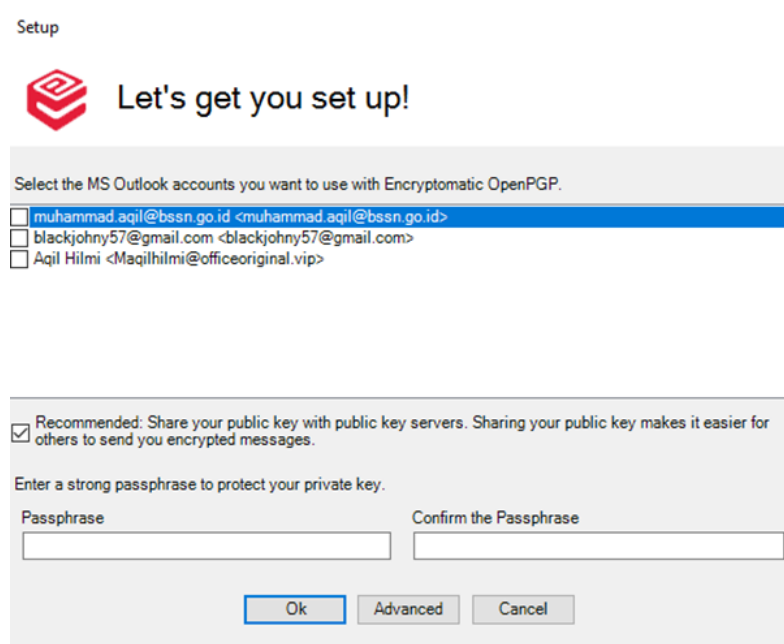 Setup
Let's get you set up!
Select the MS Outlook accounts you want to use with Encryptomatic OpenPGP.
muhammad.aqil@bssn.go.id <muhammad.aqil@bssn.go.id>
blackjohny57@gmail.com <blackjohny57@gmail.com>
Aqil Hilmi <Maqilhilmi@officeoriginal.vip>
Recommended: Share your public key with public key servers. Sharing your public key makes it easier for
others to send you encrypted messages.
Enter a strong passphrase to protect your private key.
Passphrase Confirm the Passphrase
Ok Advanced Cancel